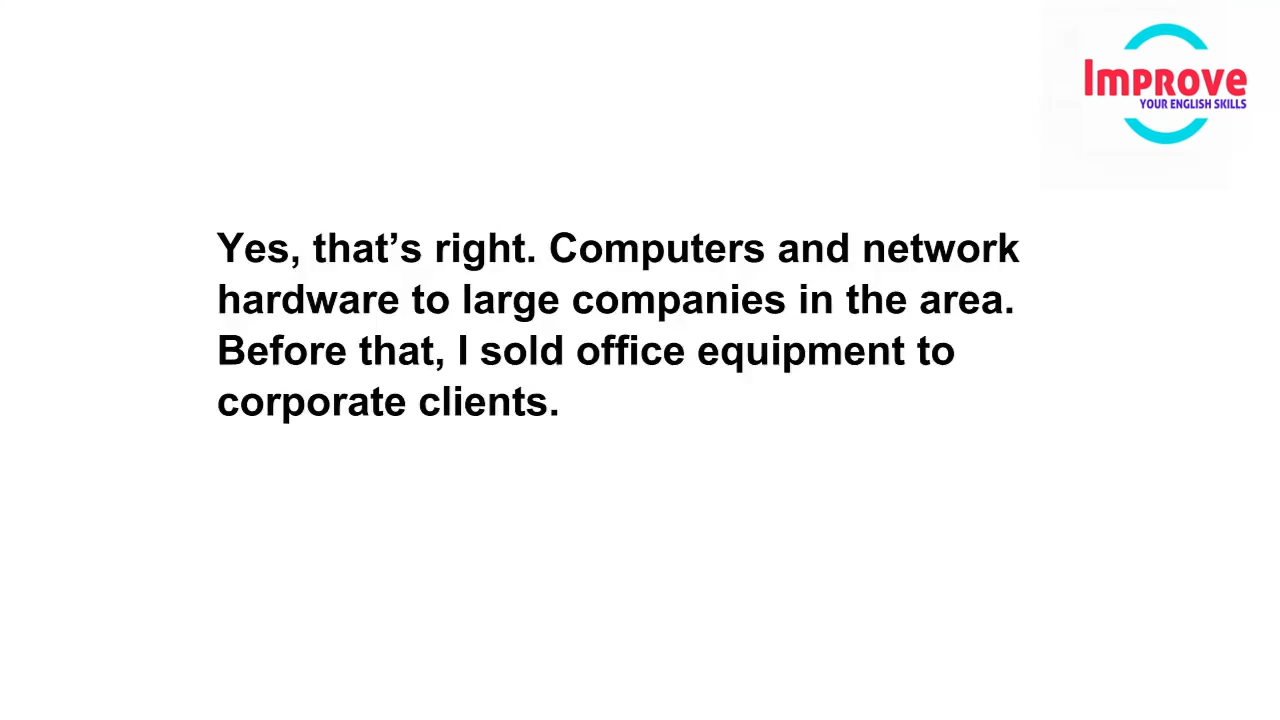 Improve
YOUR ENGLISH SKILLS
Yes, that’s right. Computers and network
hardware to large companies in the area.
Before that, I sold office equipment to
corporate clients.